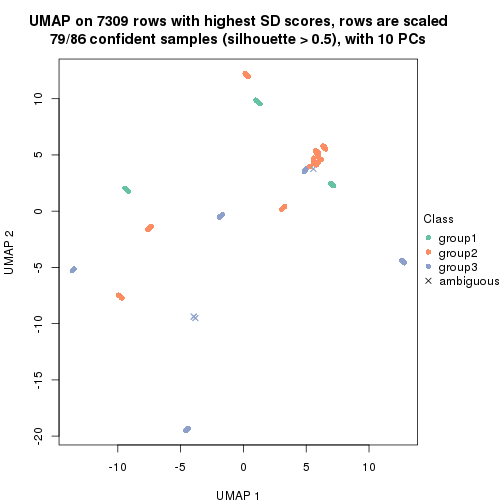 UMAP on 7309 rows with highest SD scores, rows are scaled
79/86 confident samples (silhouette > 0.5), with 10 PCs
10
5
0
-5
-10
-15
-20
UMAP 2
-10
-5
0
5
10
UMAP 1
Class
group1
group2
group3
ambiguous